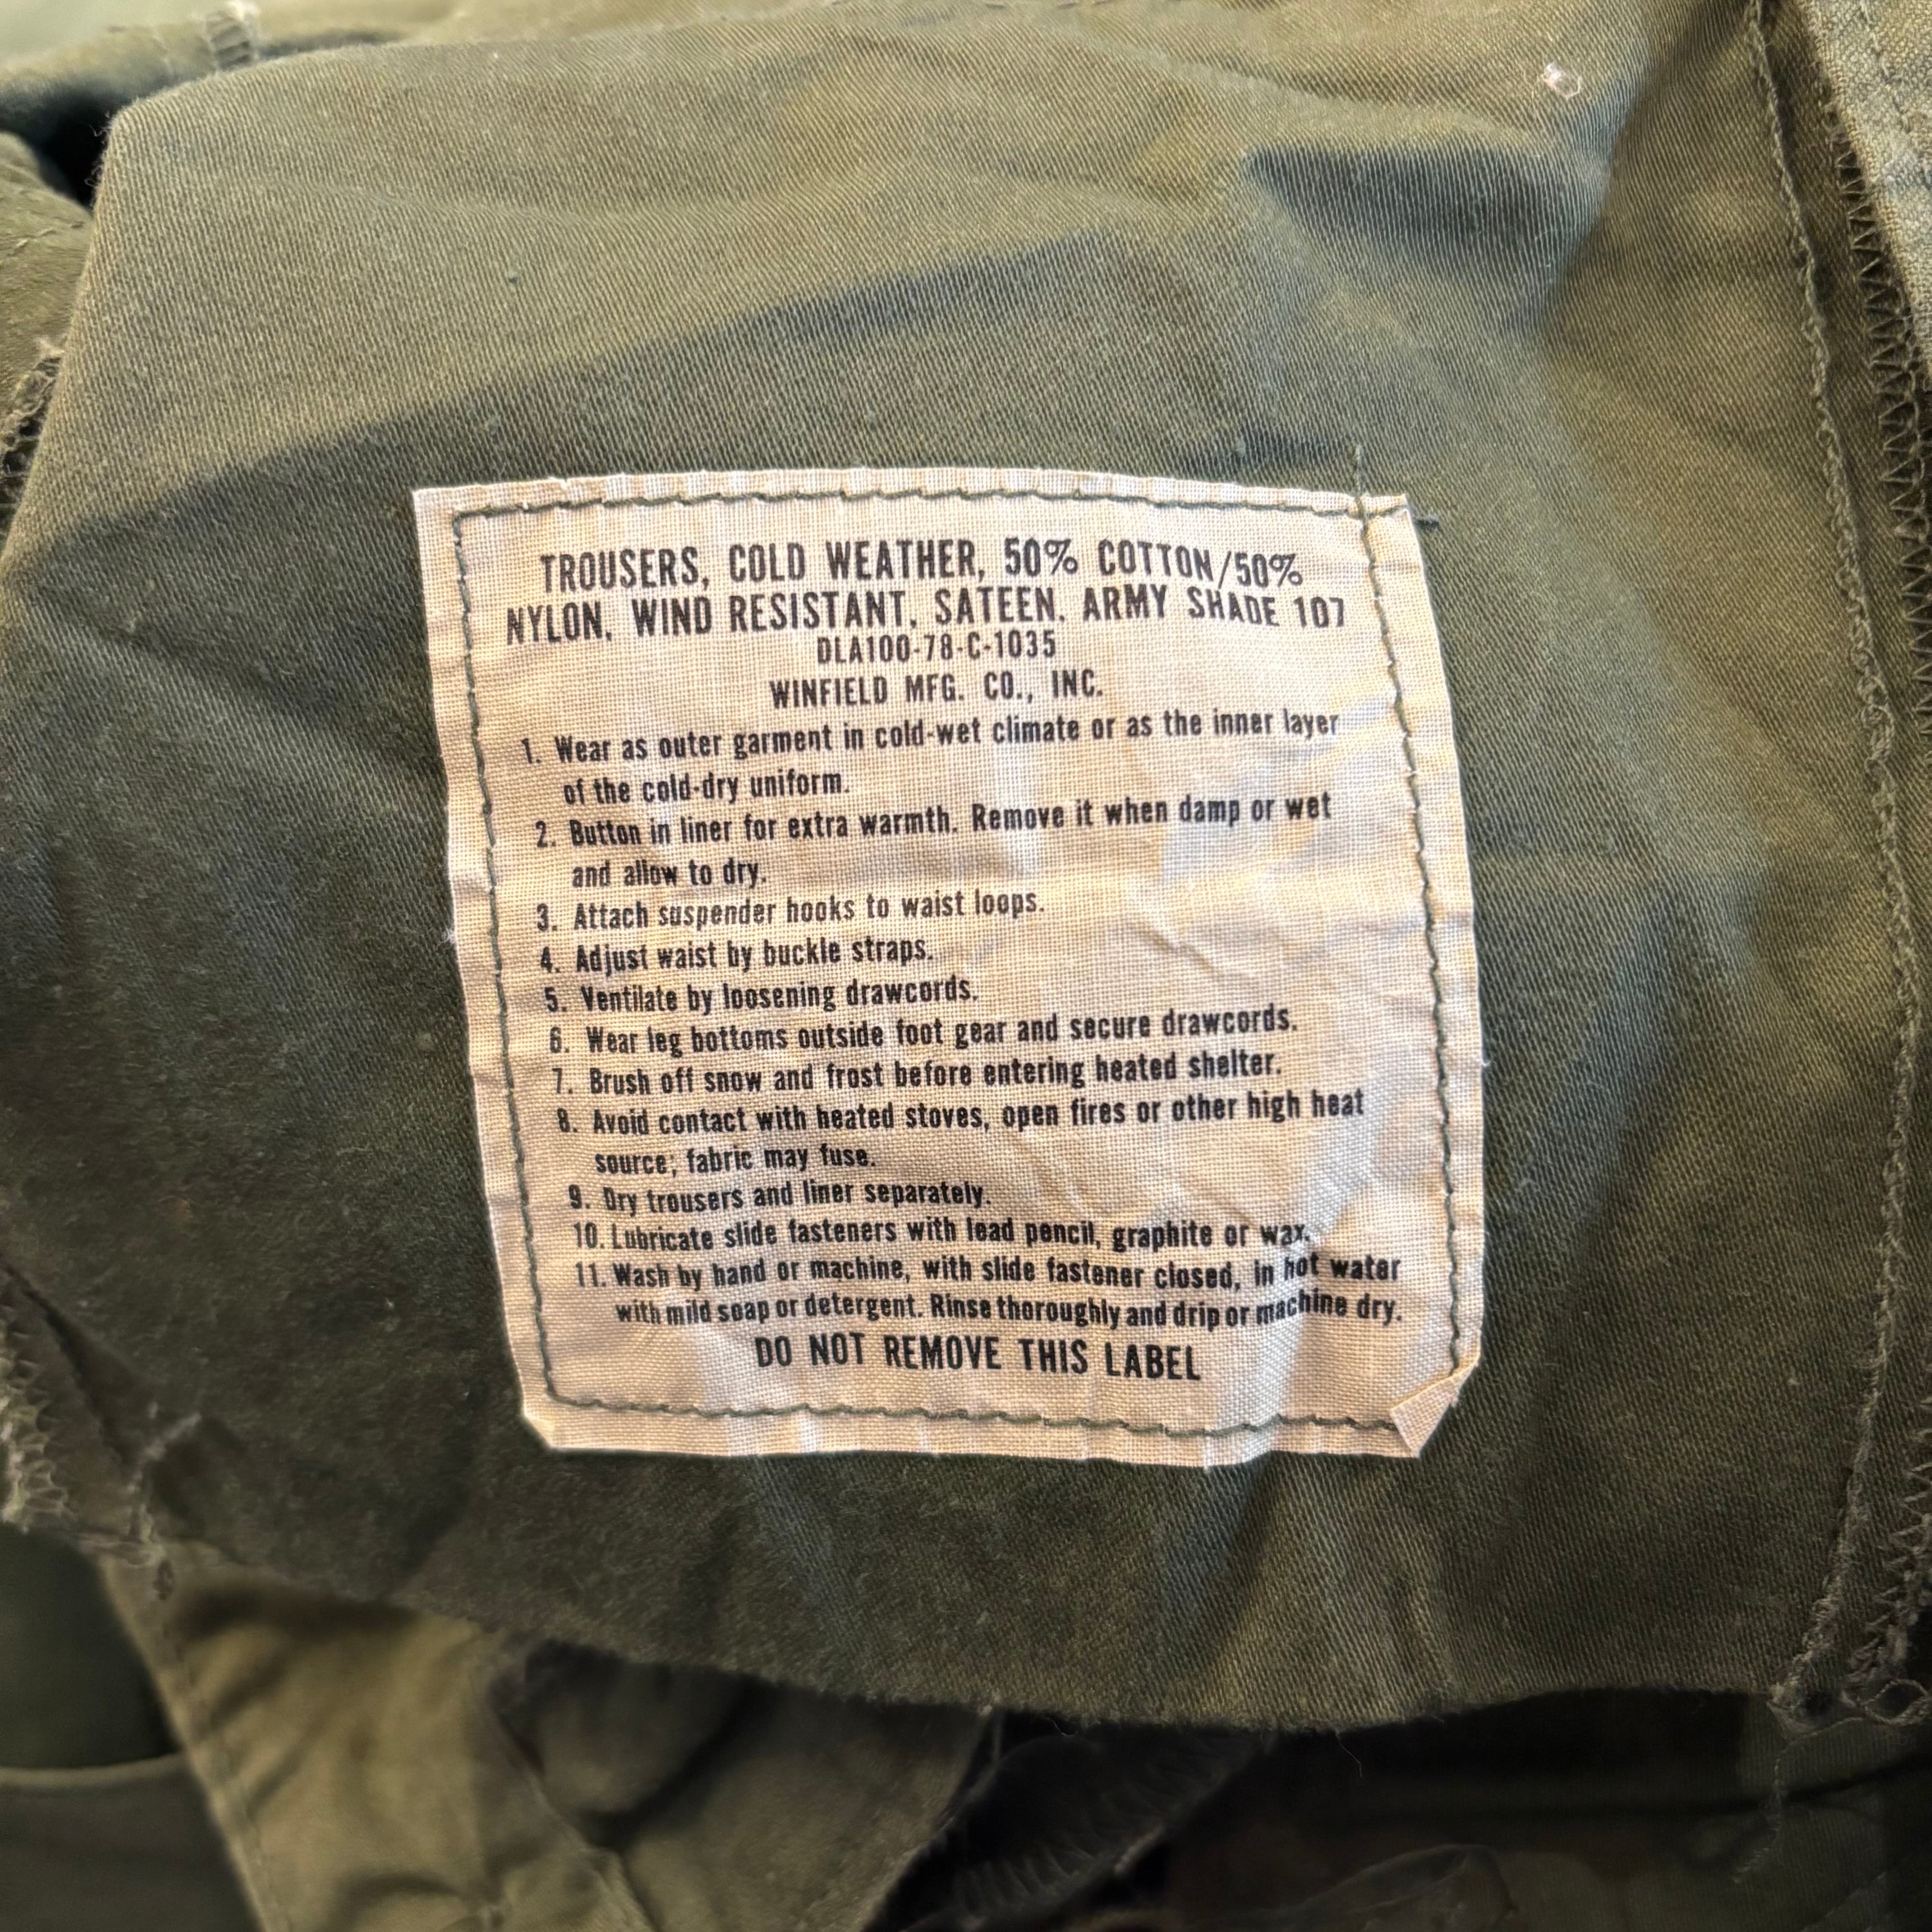 TROUSERS, COLD WEATHER, 50% COTTON/50%
NYLON, WIND RESISTANT, SATEEN, ARMY SHADE 107
DLA100-78-C-1035
WINFIELD MFG. CO., INC.
1. Wear as outer garment in cold-wet climate or as the inner layer
of the cold-dry uniform.
2. Button in liner for extra warmth. Remove it when damp or wet
and allow to dry.
3. Attach suspender hooks to waist loops.
4. Adjust waist by buckle straps.
5. Ventilate by loosening drawcords.
6. Wear leg bottoms outside foot gear and secure drawcords.
7. Brush off snow and frost before entering heated shelter.
8. Avoid contact with heated stoves, open fires or other high heat
source; fabric may fuse.
9. Dry trousers and liner separately.
10. Lubricate slide fasteners with lead pencil, graphite or wax.
11. Wash by hand or machine, with slide fastener closed, in hot water
with mild soap or detergent. Rinse thoroughly and drip or machine dry.
DO NOT REMOVE THIS LABEL